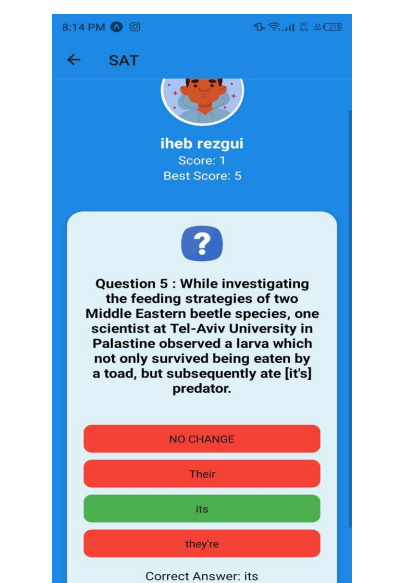 8:14 PM
SAT
iheb rezgui
Score: 1
Best Score: 5
?
Question 5 : While investigating
the feeding strategies of two
Middle Eastern beetle species, one
scientist at Tel-Aviv University in
Palastine observed a larva which
not only survived being eaten by
a toad, but subsequently ate [it's]
predator.
NO CHANGE
Their
its
they're
Correct Answer: its